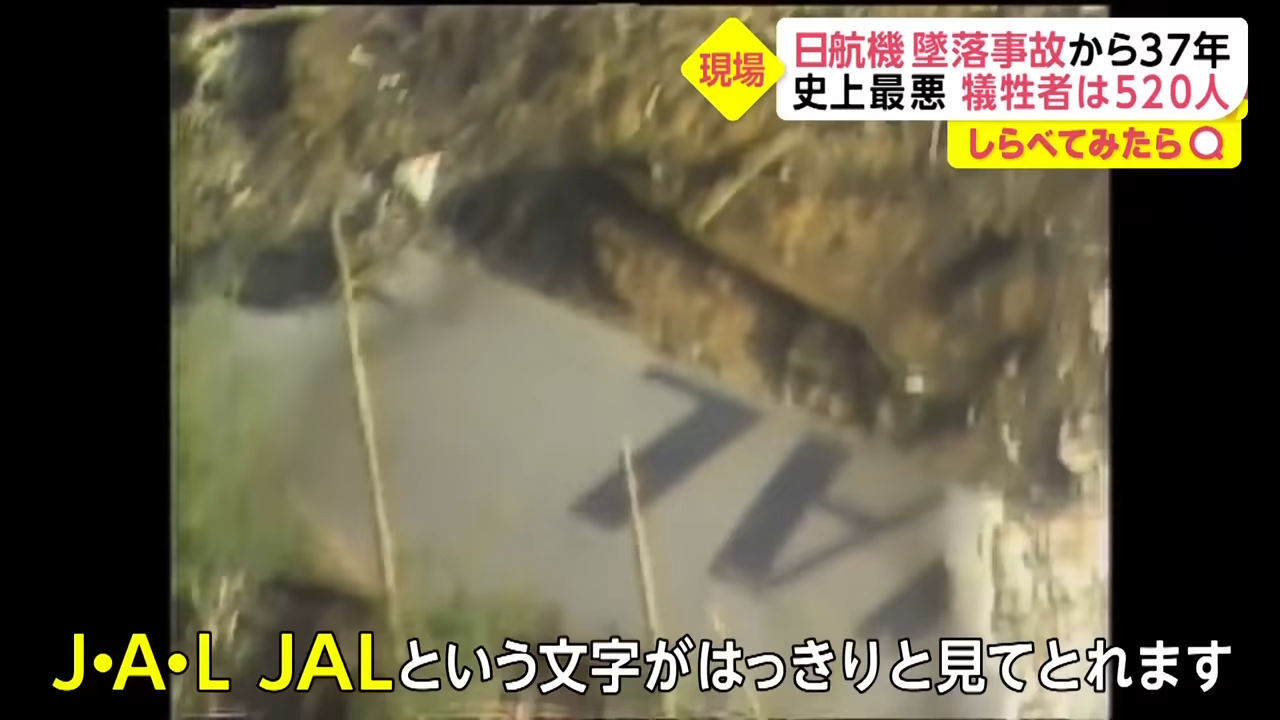 現場
日航機 墜落事故から37年
史上最悪 犠牲者は520人
しらべてみたら
AL
J・A・L JALという文字がはっきりと見てとれます